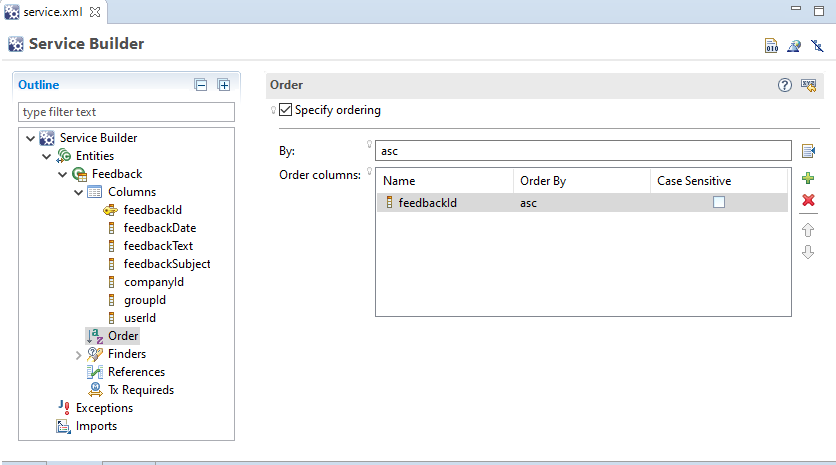 service.xml
Service Builder
Outline
type filter text
Service Builder
Entities
Feedback
Columns
feedbackId
feedbackDate
feedbackText
feedbackSubject
companyId
groupId
userId
Order
Finders
References
Tx Requireds
Exceptions
Imports
Order
Specify ordering
By: asc
Order columns:
Name Order By Case Sensitive
feedbackId asc